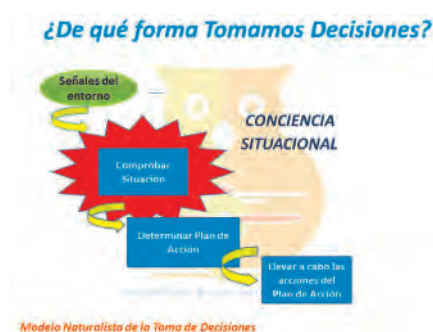 ¿De qué forma Tomamos Decisiones?
Señales del
entorno
CONCIENCIA
SITUACIONAL
Comprobar
Situación
Determinar Plan de
Acción
Llevar a cabo las
acciones del
Plan de Acción
Modelo Naturalista de la Toma de Decisiones